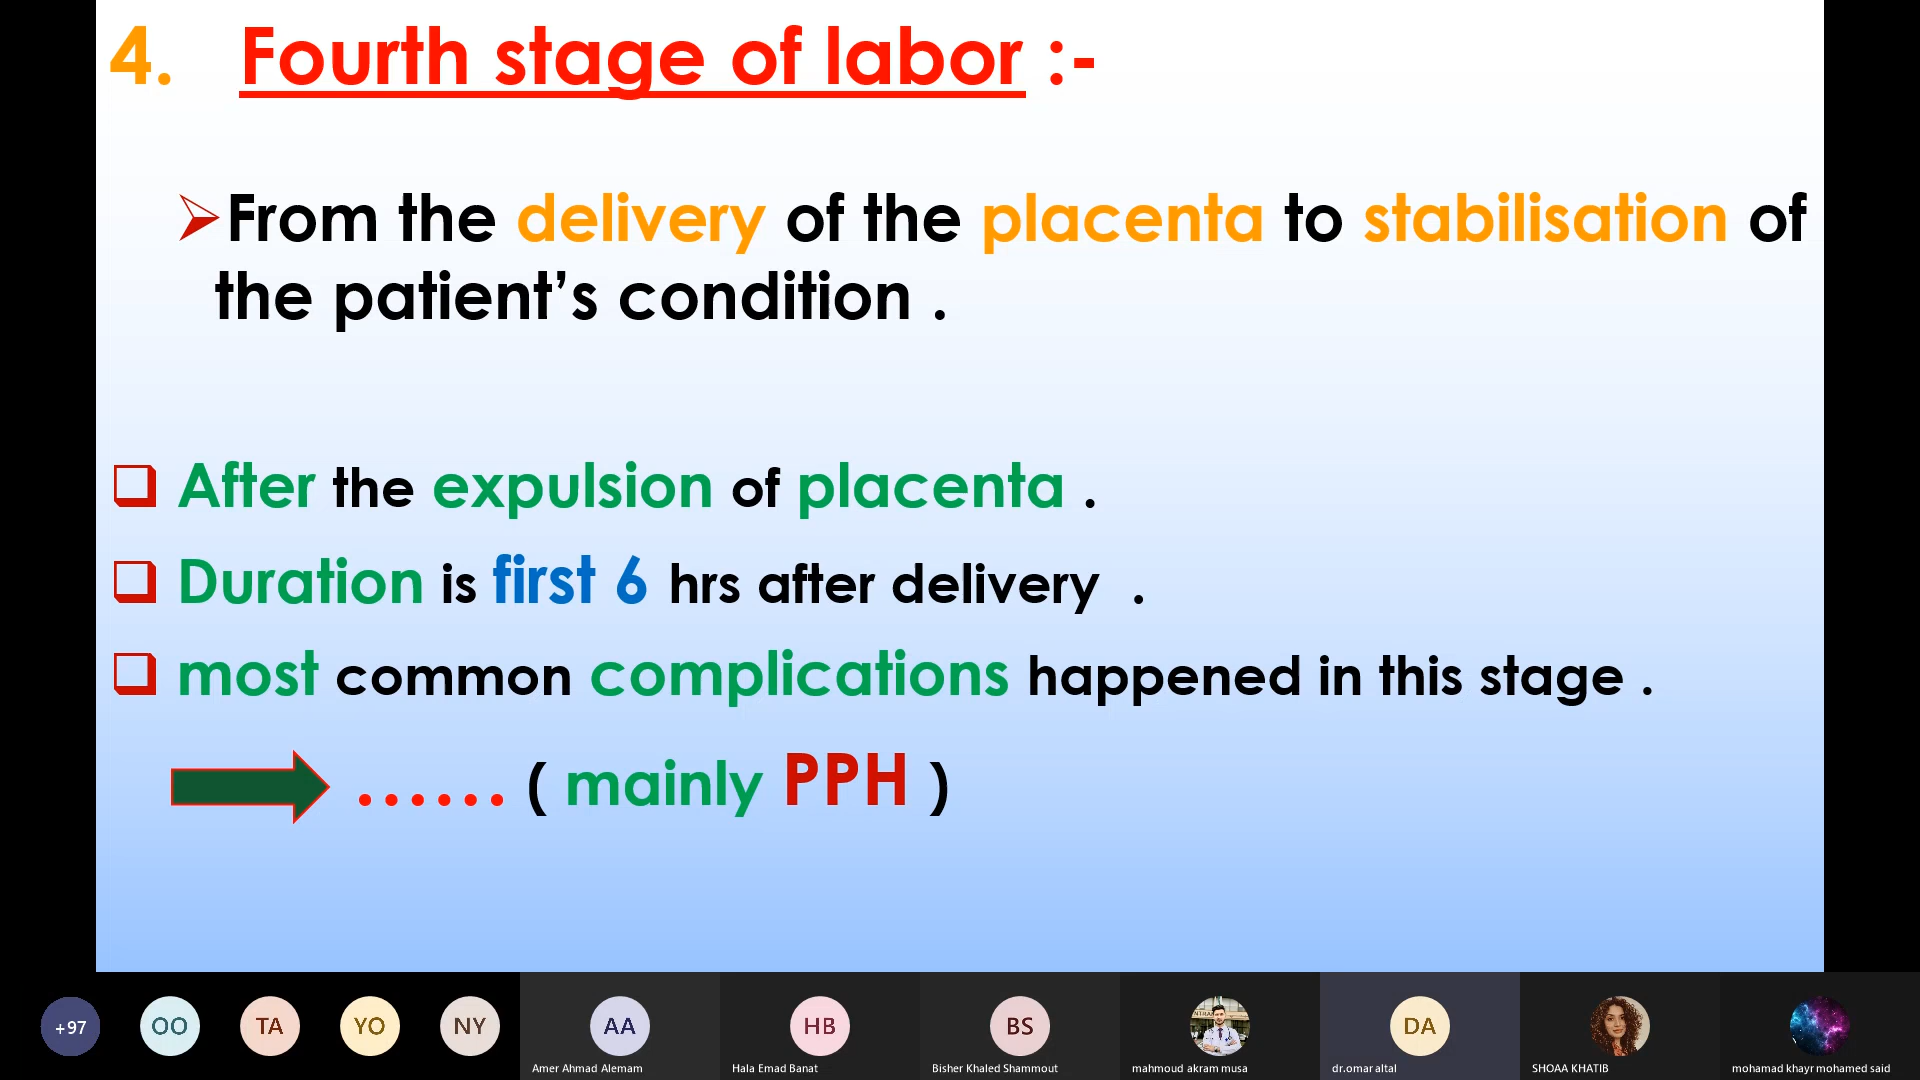 4. Fourth stage of labor :-
From the delivery of the placenta to stabilisation of
the patient’s condition .
After the expulsion of placenta .
Duration is first 6 hrs after delivery .
most common complications happened in this stage .
...... ( mainly PPH )
+97
OO
TA
YO
NY
AA
HB
BS
DA
Amer Ahmad Alemam
Hala Emad Banat
Bisher Khaled Shammout
mahmoud akram musa
dr.omar altal
SHOAA KHATIB
mohamad khayr mohamed said